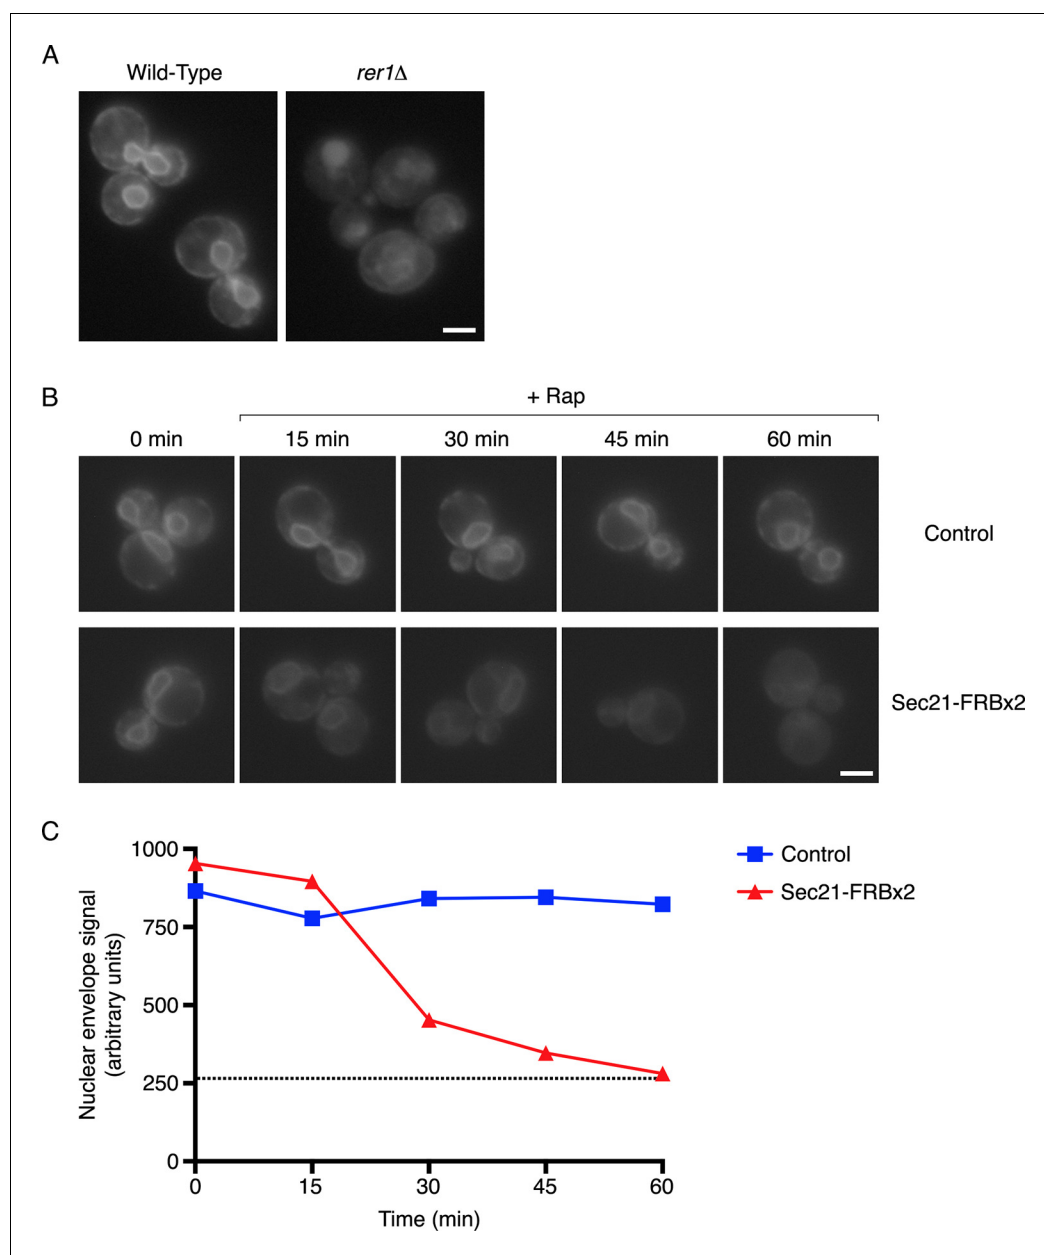 A
Wild-Type
rer1Δ
B
+ Rap
0 min
15 min
30 min
45 min
60 min
Control
Sec21-FRBx2
C
1000
750
500
250
0
Nuclear envelope signal
(arbitrary units)
0
15
30
45
60
Time (min)
Control
Sec21-FRBx2